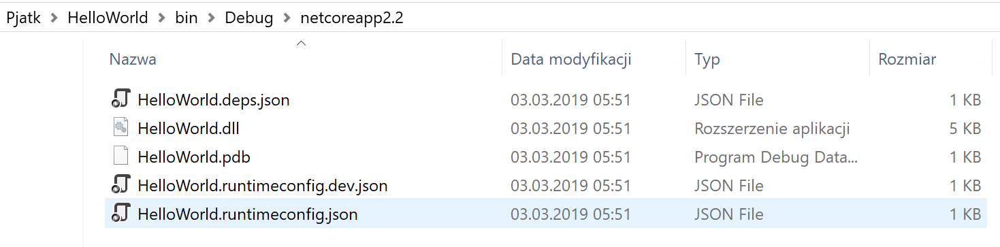 Pjatk > HelloWorld > bin > Debug > netcoreapp2.2
Nazwa Data modyfikacji Typ Rozmiar
HelloWorld.deps.json 03.03.2019 05:51 JSON File 1 KB
HelloWorld.dll 03.03.2019 05:51 Rozszerzenie aplikacji 5 KB
HelloWorld.pdb 03.03.2019 05:51 Program Debug Data... 1 KB
HelloWorld.runtimeconfig.dev.json 03.03.2019 05:51 JSON File 1 KB
HelloWorld.runtimeconfig.json 03.03.2019 05:51 JSON File 1 KB